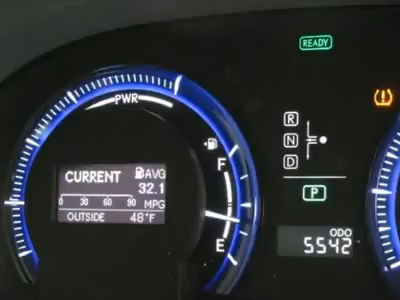 READY
PWR
R
N
D
P
F
E
CURRENT AVG
32.1
0 30 60 90 MPG
OUTSIDE 48°F
ODO
5542